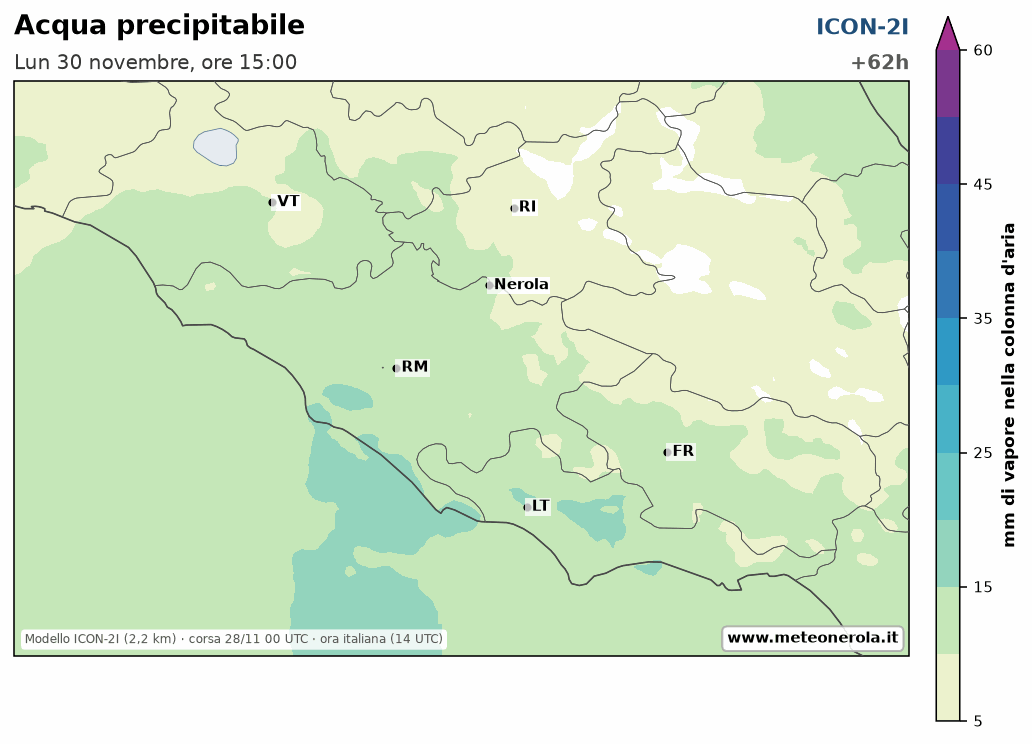 Acqua precipitabile
ICON-2I
Lun 30 novembre, ore 15:00
+62h
60
45
35
25
15
5
mm di vapore nella colonna d'aria
VT
RI
Nerola
RM
FR
LT
Modello ICON-2I (2,2 km) · corsa 28/11 00 UTC · ora italiana (14 UTC)
www.meteonerola.it